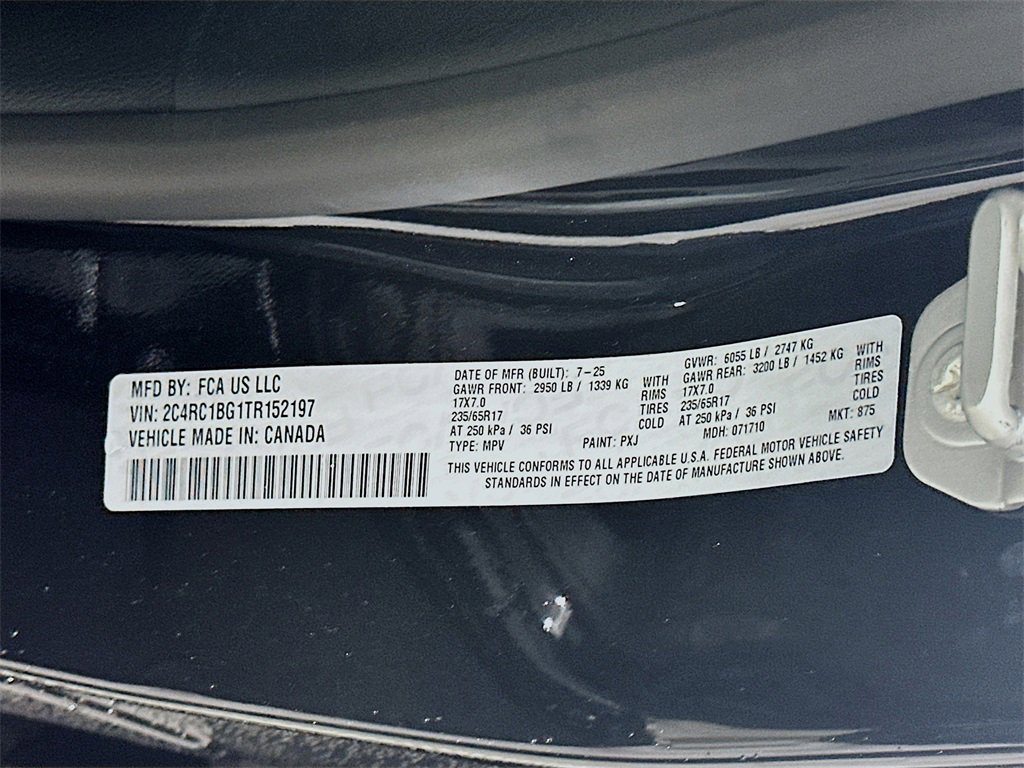 MFD BY: FCA US LLC
VIN: 2C4RC1BG1TR152197
VEHICLE MADE IN: CANADA
DATE OF MFR (BUILT): 7-25
GVWR: 6055 LB / 2747 KG
GAWR FRONT: 2950 LB / 1339 KG WITH
17X7.0 RIMS
235/65R17 TIRES
AT 250 kPa / 36 PSI COLD
GAWR REAR: 3200 LB / 1452 KG WITH
17X7.0 RIMS
235/65R17 TIRES
AT 250 kPa / 36 PSI COLD
TYPE: MPV PAINT: PXJ MDH: 071710 MKT: 875
THIS VEHICLE CONFORMS TO ALL APPLICABLE U.S.A. FEDERAL MOTOR VEHICLE SAFETY
STANDARDS IN EFFECT ON THE DATE OF MANUFACTURE SHOWN ABOVE.